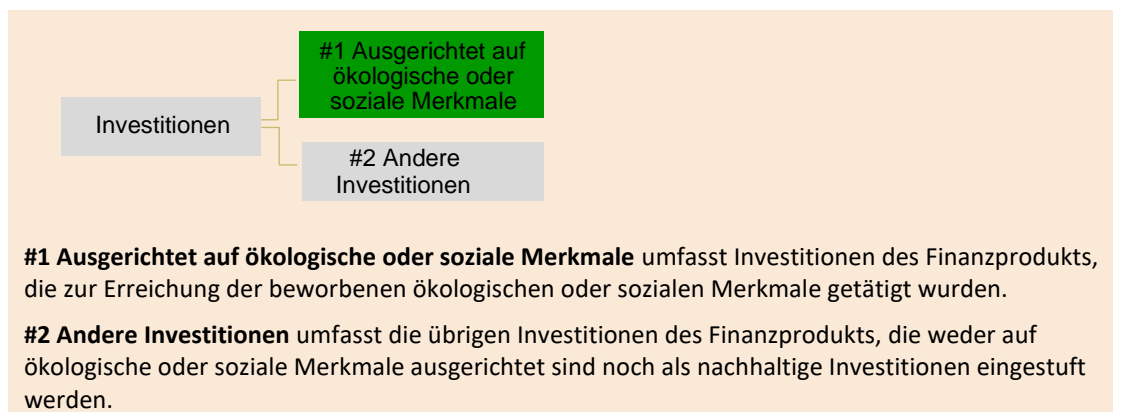 #1 Ausgerichtet auf
ökologische oder
soziale Merkmale
Investitionen
#2 Andere
Investitionen
#1 Ausgerichtet auf ökologische oder soziale Merkmale umfasst Investitionen des Finanzprodukts,
die zur Erreichung der beworbenen ökologischen oder sozialen Merkmale getätigt wurden.
#2 Andere Investitionen umfasst die übrigen Investitionen des Finanzprodukts, die weder auf
ökologische oder soziale Merkmale ausgerichtet sind noch als nachhaltige Investitionen eingestuft
werden.